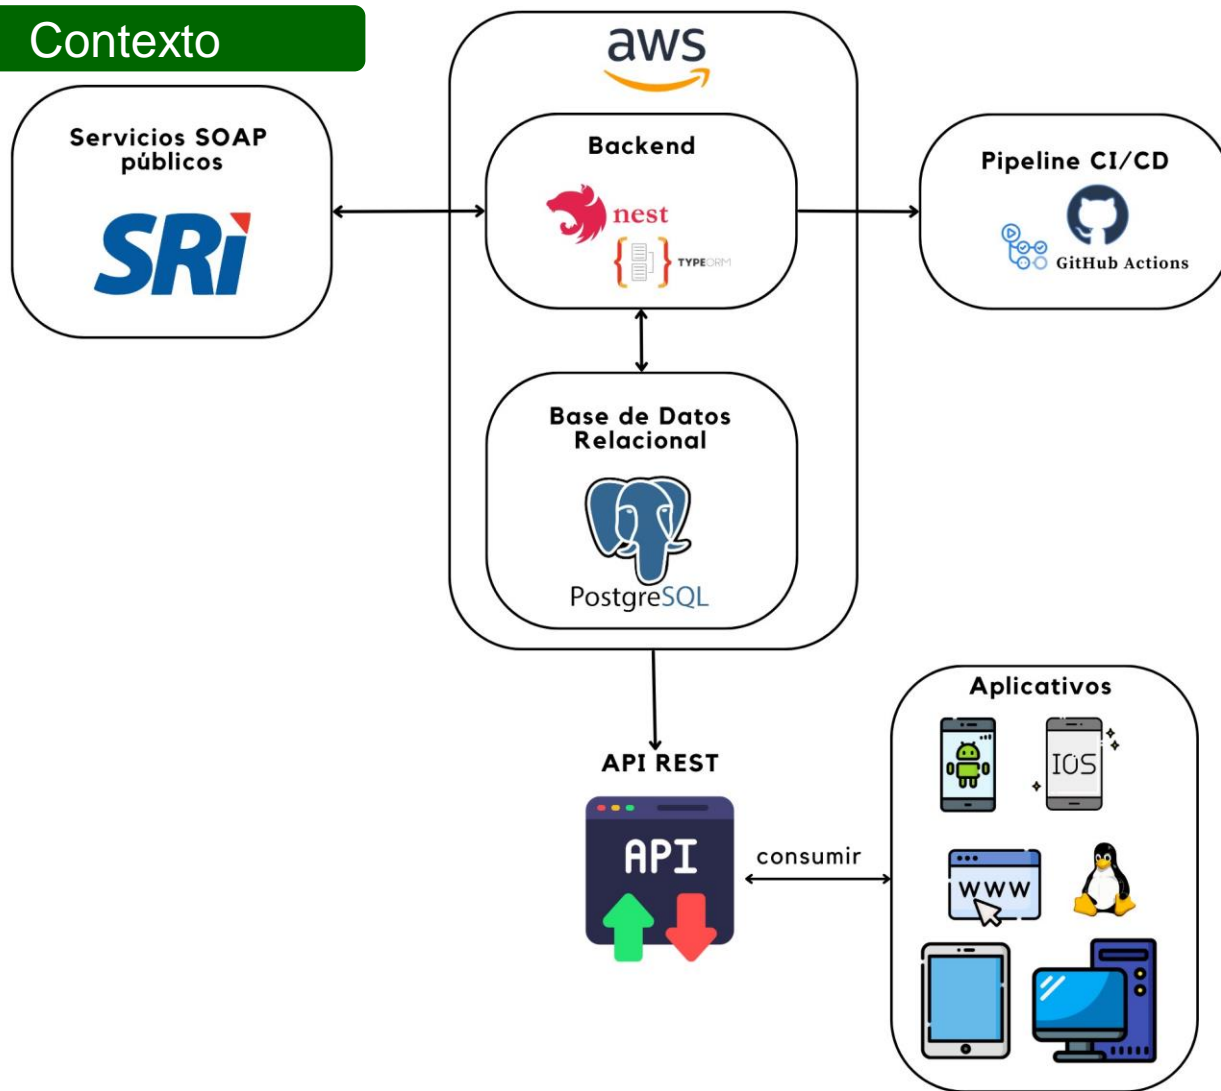 Contexto
aws
Servicios SOAP
públicos
SRi
Backend
nest
TYPEORM
Pipeline CI/CD
GitHub Actions
Base de Datos
Relacional
PostgreSQL
API REST
API
consumir
Aplicativos
IOS
WWW